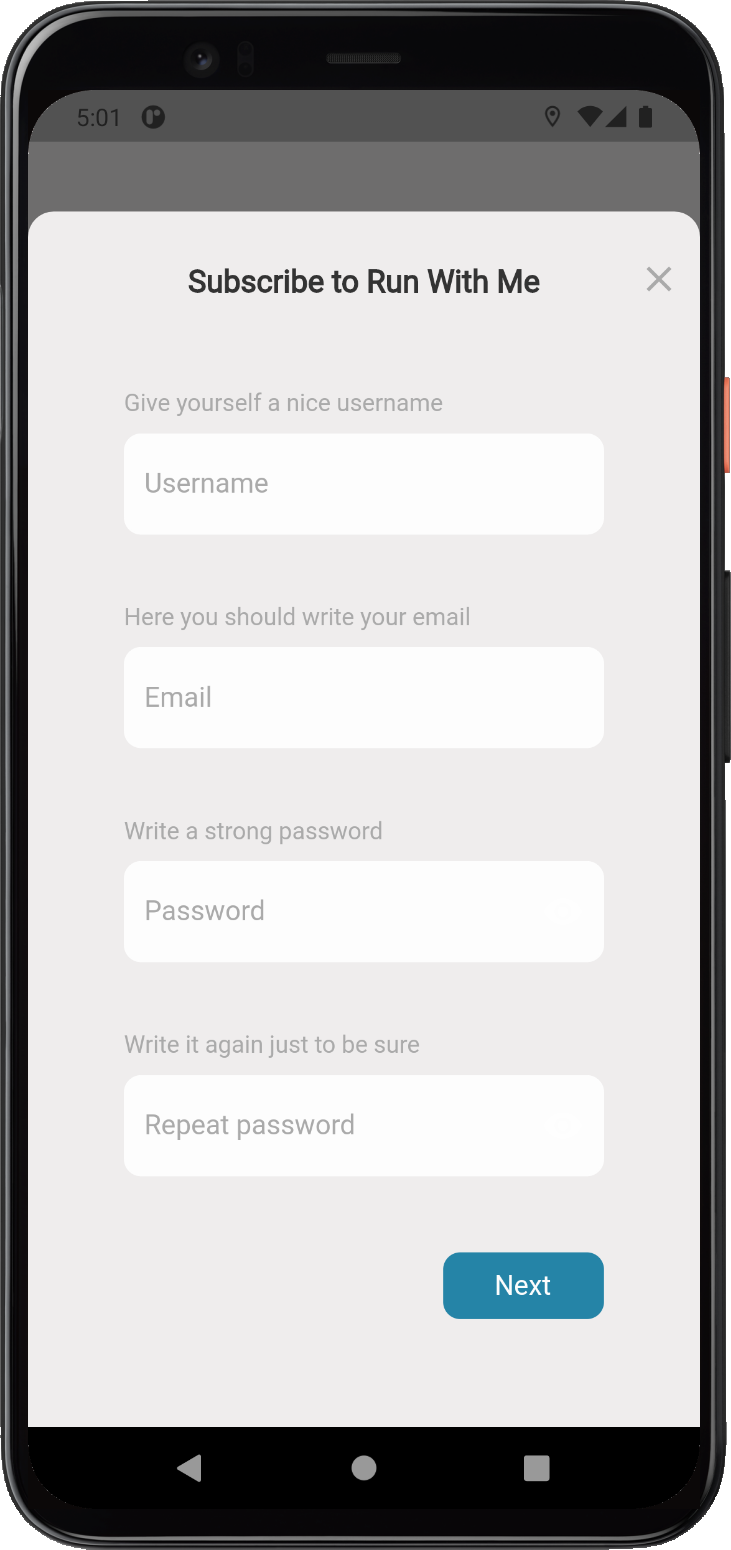 5:01
Subscribe to Run With Me
Give yourself a nice username
Username
Here you should write your email
Email
Write a strong password
Password
Write it again just to be sure
Repeat password
Next